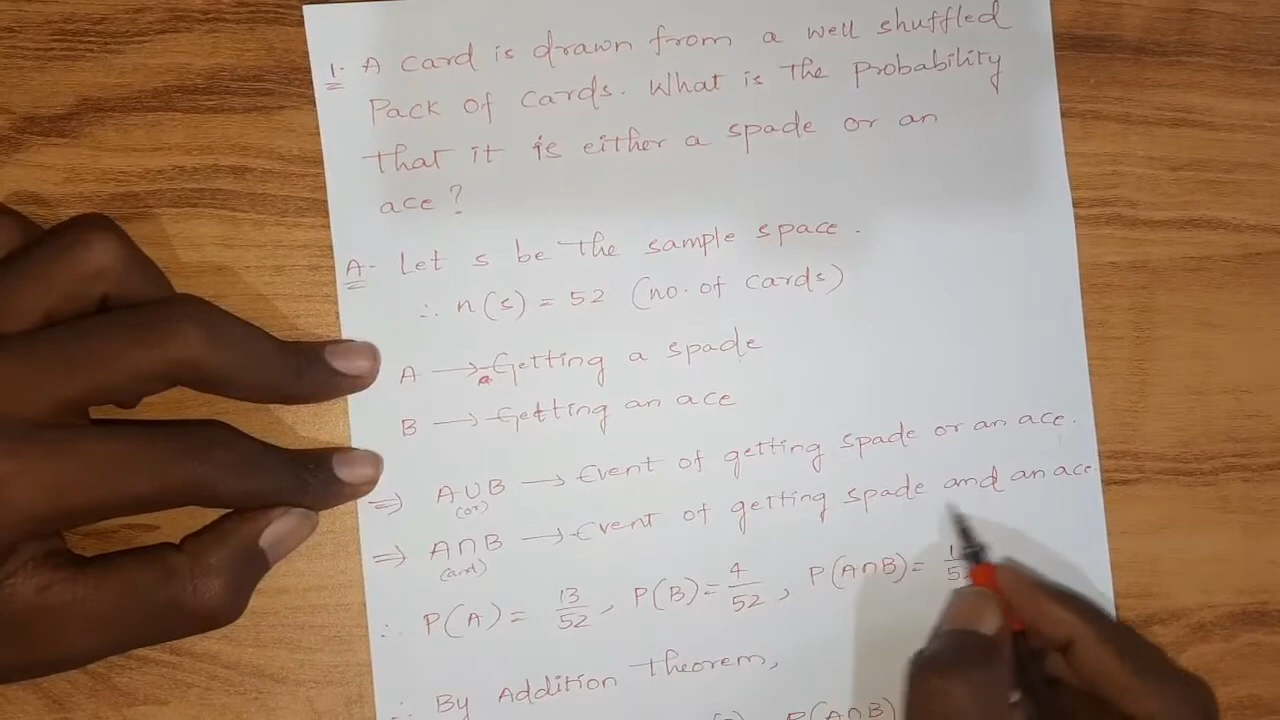 1. A card is drawn from a well shuffled
Pack of cards. What is the probability
that it is either a spade or an
ace?
A- Let s be the sample space.
∴ n(s) = 52 (no. of cards)
A → Getting a spade
B → Getting an ace
⇒ A∪B → Event of getting spade or an ace.
(or)
⇒ A∩B → Event of getting spade and an ace.
(and)
∴ P(A) = 13/52, P(B) = 4/52, P(A∩B) =
∴ By Addition theorem,
P(A∩B)